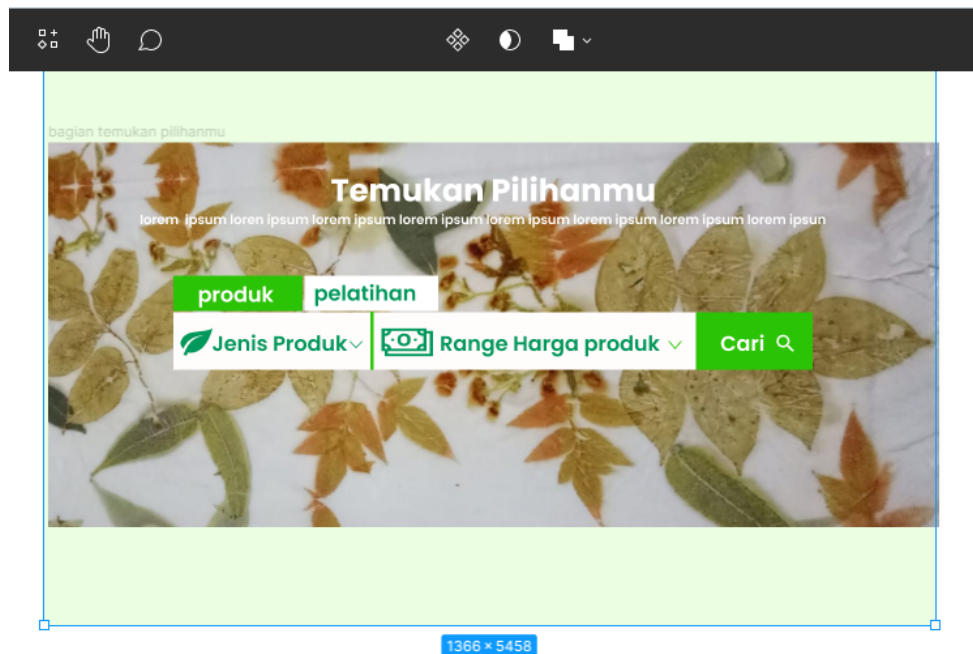 bagian temukan pilihanmu
Temukan Pilihanmu
lorem ipsum loren ipsum lorem ipsum lorem ipsum lorem ipsum lorem ipsum lorem ipsum lorem ipsun
produk pelatihan
Jenis Produk Range Harga produk Cari
1366 × 5458